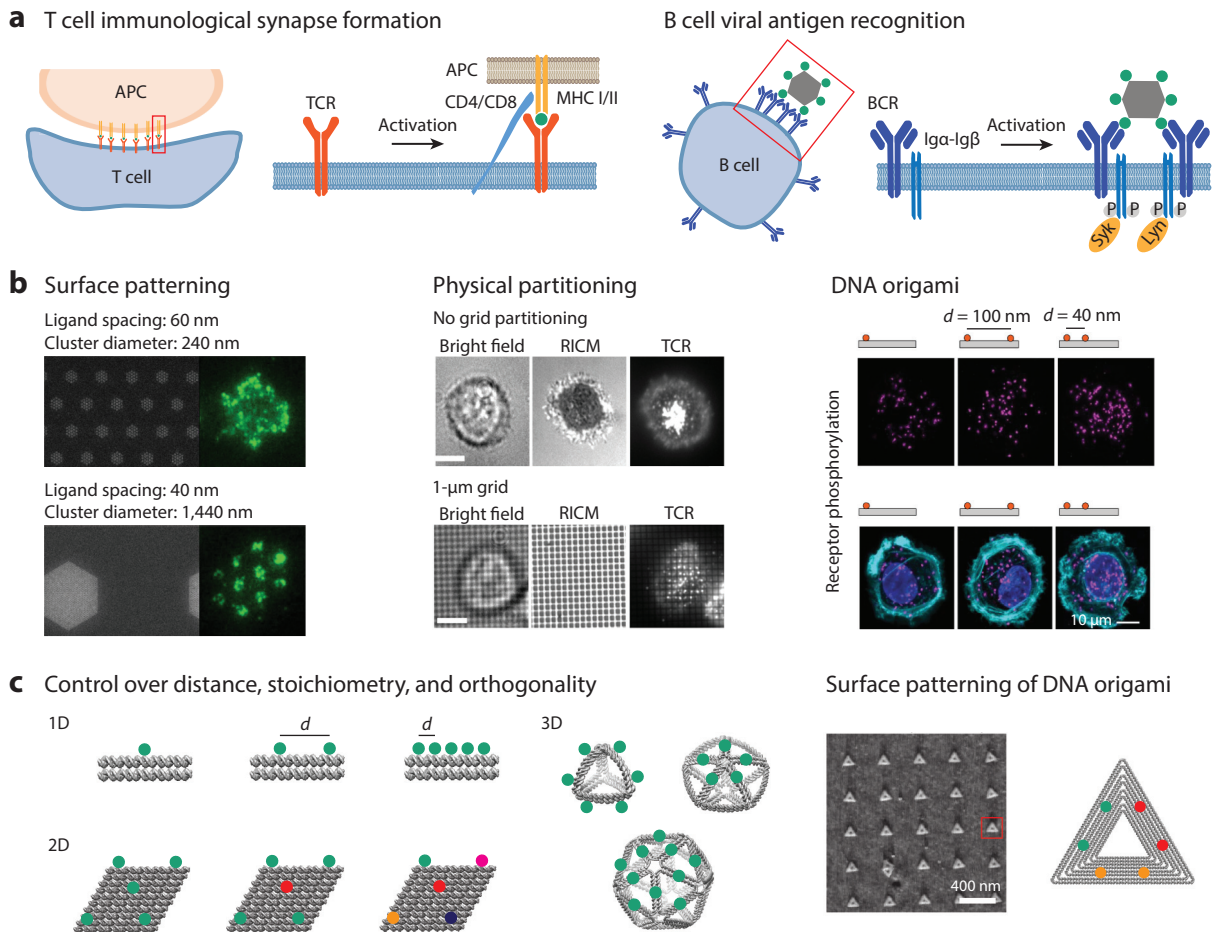 a T cell immunological synapse formation
B cell viral antigen recognition
APC
T cell
TCR
Activation
APC
CD4/CD8
MHC I/II
B cell
BCR
Igα-Igβ
Activation
P
P
P
P
Syk
Lyn
b Surface patterning
Ligand spacing: 60 nm
Cluster diameter: 240 nm
Ligand spacing: 40 nm
Cluster diameter: 1,440 nm
Physical partitioning
No grid partitioning
Bright field
RICM
TCR
1-μm grid
Bright field
RICM
TCR
DNA origami
d = 100 nm
d = 40 nm
Receptor phosphorylation
10 μm
c Control over distance, stoichiometry, and orthogonality
1D
d
d
3D
2D
Surface patterning of DNA origami
400 nm